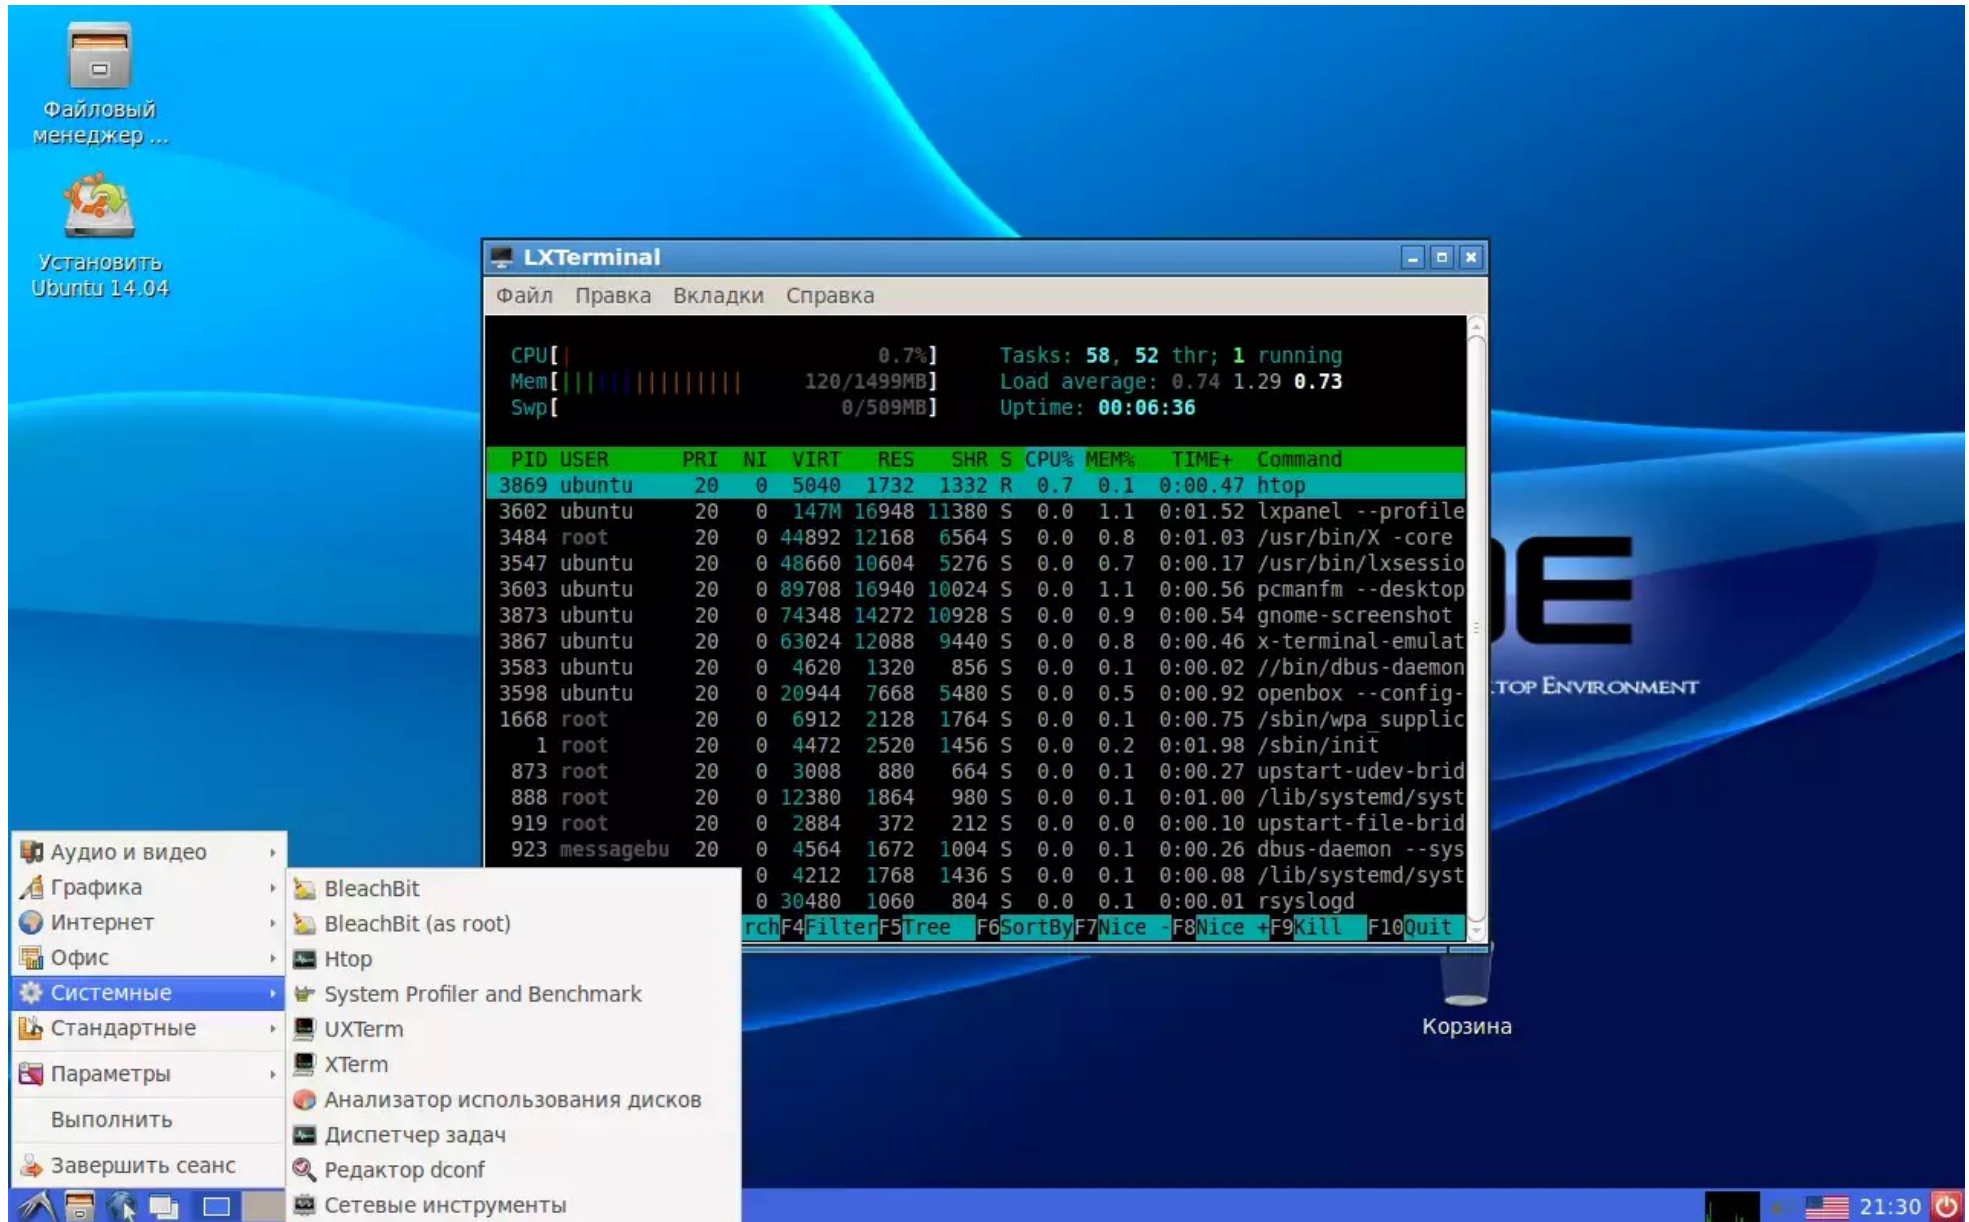 Файловый
менеджер ...
Установить
Ubuntu 14.04
LXTerminal
Файл Правка Вкладки Справка
CPU[| 0.7%] Tasks: 58, 52 thr; 1 running
Mem[|||||||||||||||| 120/1499MB] Load average: 0.74 1.29 0.73
Swp[ 0/509MB] Uptime: 00:06:36
PID USER PRI NI VIRT RES SHR S CPU% MEM% TIME+ Command
3869 ubuntu 20 0 5040 1732 1332 R 0.7 0.1 0:00.47 htop
3602 ubuntu 20 0 147M 16948 11380 S 0.0 1.1 0:01.52 lxpanel --profile
3484 root 20 0 44892 12168 6564 S 0.0 0.8 0:01.03 /usr/bin/X -core
3547 ubuntu 20 0 48660 10604 5276 S 0.0 0.7 0:00.17 /usr/bin/lxsessio
3603 ubuntu 20 0 89708 16940 10024 S 0.0 1.1 0:00.56 pcmanfm --desktop
3873 ubuntu 20 0 74348 14272 10928 S 0.0 0.9 0:00.54 gnome-screenshot
3867 ubuntu 20 0 63024 12088 9440 S 0.0 0.8 0:00.46 x-terminal-emulat
3583 ubuntu 20 0 4620 1320 856 S 0.0 0.1 0:00.02 //bin/dbus-daemon
3598 ubuntu 20 0 20944 7668 5480 S 0.0 0.5 0:00.92 openbox --config-
1668 root 20 0 6912 2128 1764 S 0.0 0.1 0:00.75 /sbin/wpa_supplic
1 root 20 0 4472 2520 1456 S 0.0 0.2 0:01.98 /sbin/init
873 root 20 0 3008 880 664 S 0.0 0.1 0:00.27 upstart-udev-brid
888 root 20 0 12380 1864 980 S 0.0 0.1 0:01.00 /lib/systemd/syst
919 root 20 0 2884 372 212 S 0.0 0.0 0:00.10 upstart-file-brid
923 messagebu 20 0 4564 1672 1004 S 0.0 0.1 0:00.26 dbus-daemon --sys
0 4212 1768 1436 S 0.0 0.1 0:00.08 /lib/systemd/syst
0 30480 1060 804 S 0.0 0.1 0:00.01 rsyslogd
rchF4FilterF5Tree F6SortByF7Nice -F8Nice +F9Kill F10Quit
DE
TOP ENVIRONMENT
Корзина
Аудио и видео
Графика
Интернет
Офис
Системные
Стандартные
Параметры
Выполнить
Завершить сеанс
BleachBit
BleachBit (as root)
Htop
System Profiler and Benchmark
UXTerm
XTerm
Анализатор использования дисков
Диспетчер задач
Редактор dconf
Сетевые инструменты
21:30